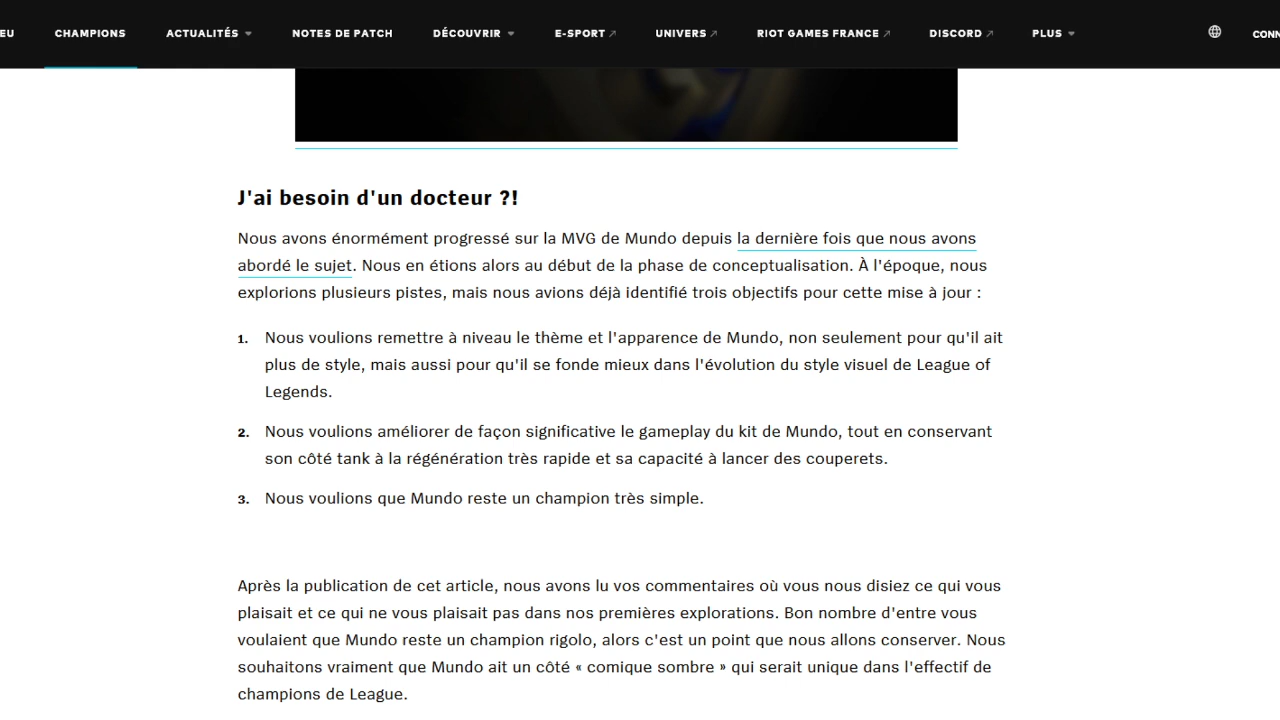 EU CHAMPIONS ACTUALITÉS NOTES DE PATCH DÉCOUVRIR E-SPORT UNIVERS RIOT GAMES FRANCE DISCORD PLUS CONN
J'ai besoin d'un docteur ?!
Nous avons énormément progressé sur la MVG de Mundo depuis la dernière fois que nous avons
abordé le sujet. Nous en étions alors au début de la phase de conceptualisation. À l'époque, nous
explorions plusieurs pistes, mais nous avions déjà identifié trois objectifs pour cette mise à jour :
1. Nous voulions remettre à niveau le thème et l'apparence de Mundo, non seulement pour qu'il ait
plus de style, mais aussi pour qu'il se fonde mieux dans l'évolution du style visuel de League of
Legends.
2. Nous voulions améliorer de façon significative le gameplay du kit de Mundo, tout en conservant
son côté tank à la régénération très rapide et sa capacité à lancer des couperets.
3. Nous voulions que Mundo reste un champion très simple.
Après la publication de cet article, nous avons lu vos commentaires où vous nous disiez ce qui vous
plaisait et ce qui ne vous plaisait pas dans nos premières explorations. Bon nombre d'entre vous
voulaient que Mundo reste un champion rigolo, alors c'est un point que nous allons conserver. Nous
souhaitons vraiment que Mundo ait un côté « comique sombre » qui serait unique dans l'effectif de
champions de League.